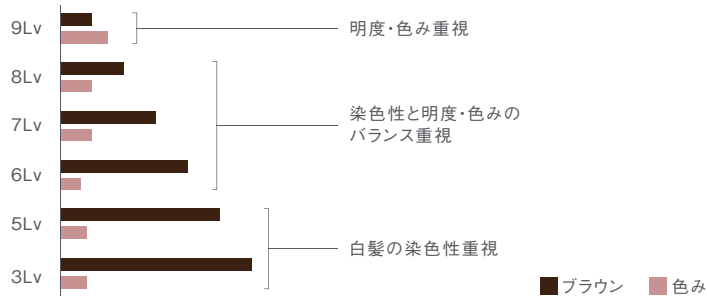 9Lv
明度・色み重視
8Lv
7Lv
染色性と明度・色みの
バランス重視
6Lv
5Lv
白髪の染色性重視
3Lv
ブラウン
色み